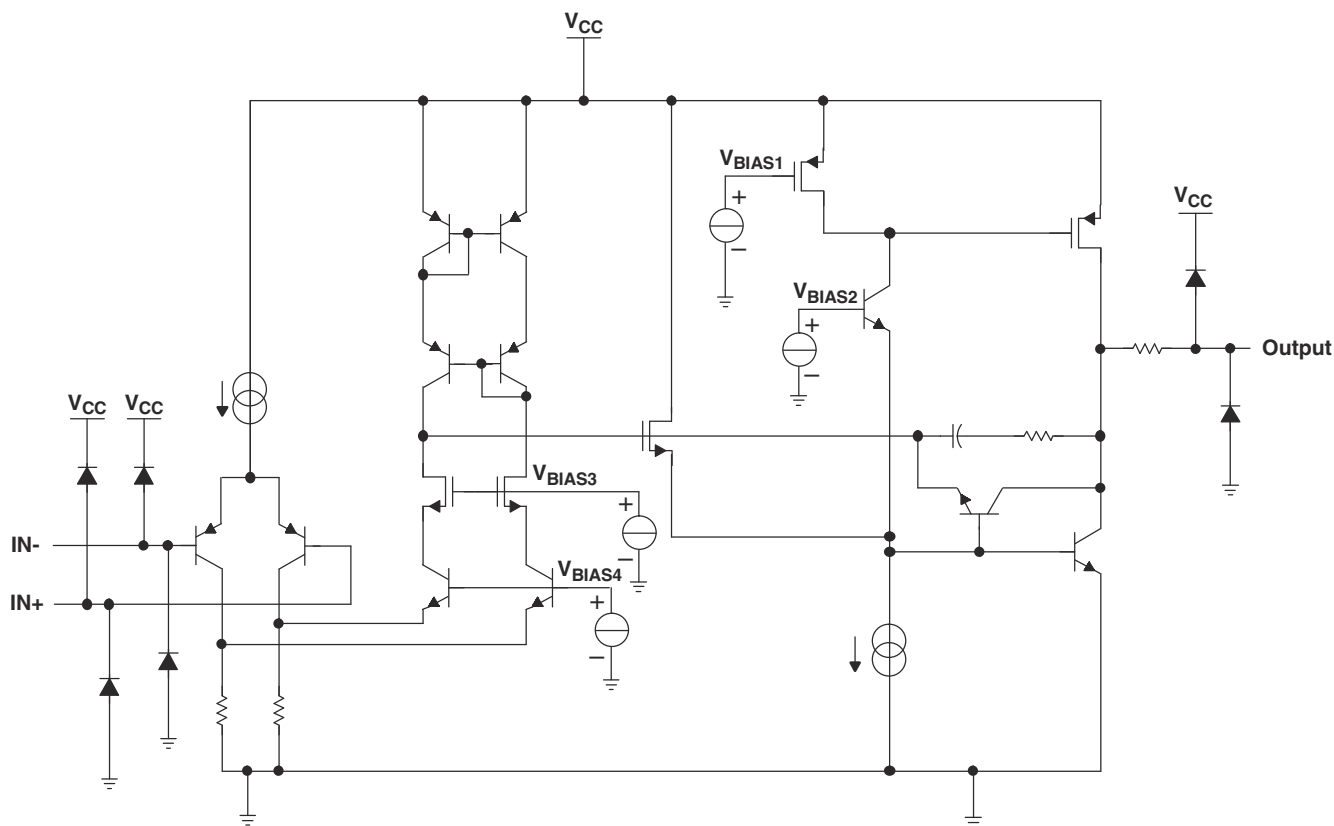 VCC
VBIAS1
+
−
VCC
VBIAS2
+
−
Output
VCC
VCC
VBIAS3
+
−
IN-
VBIAS4
+
−
IN+